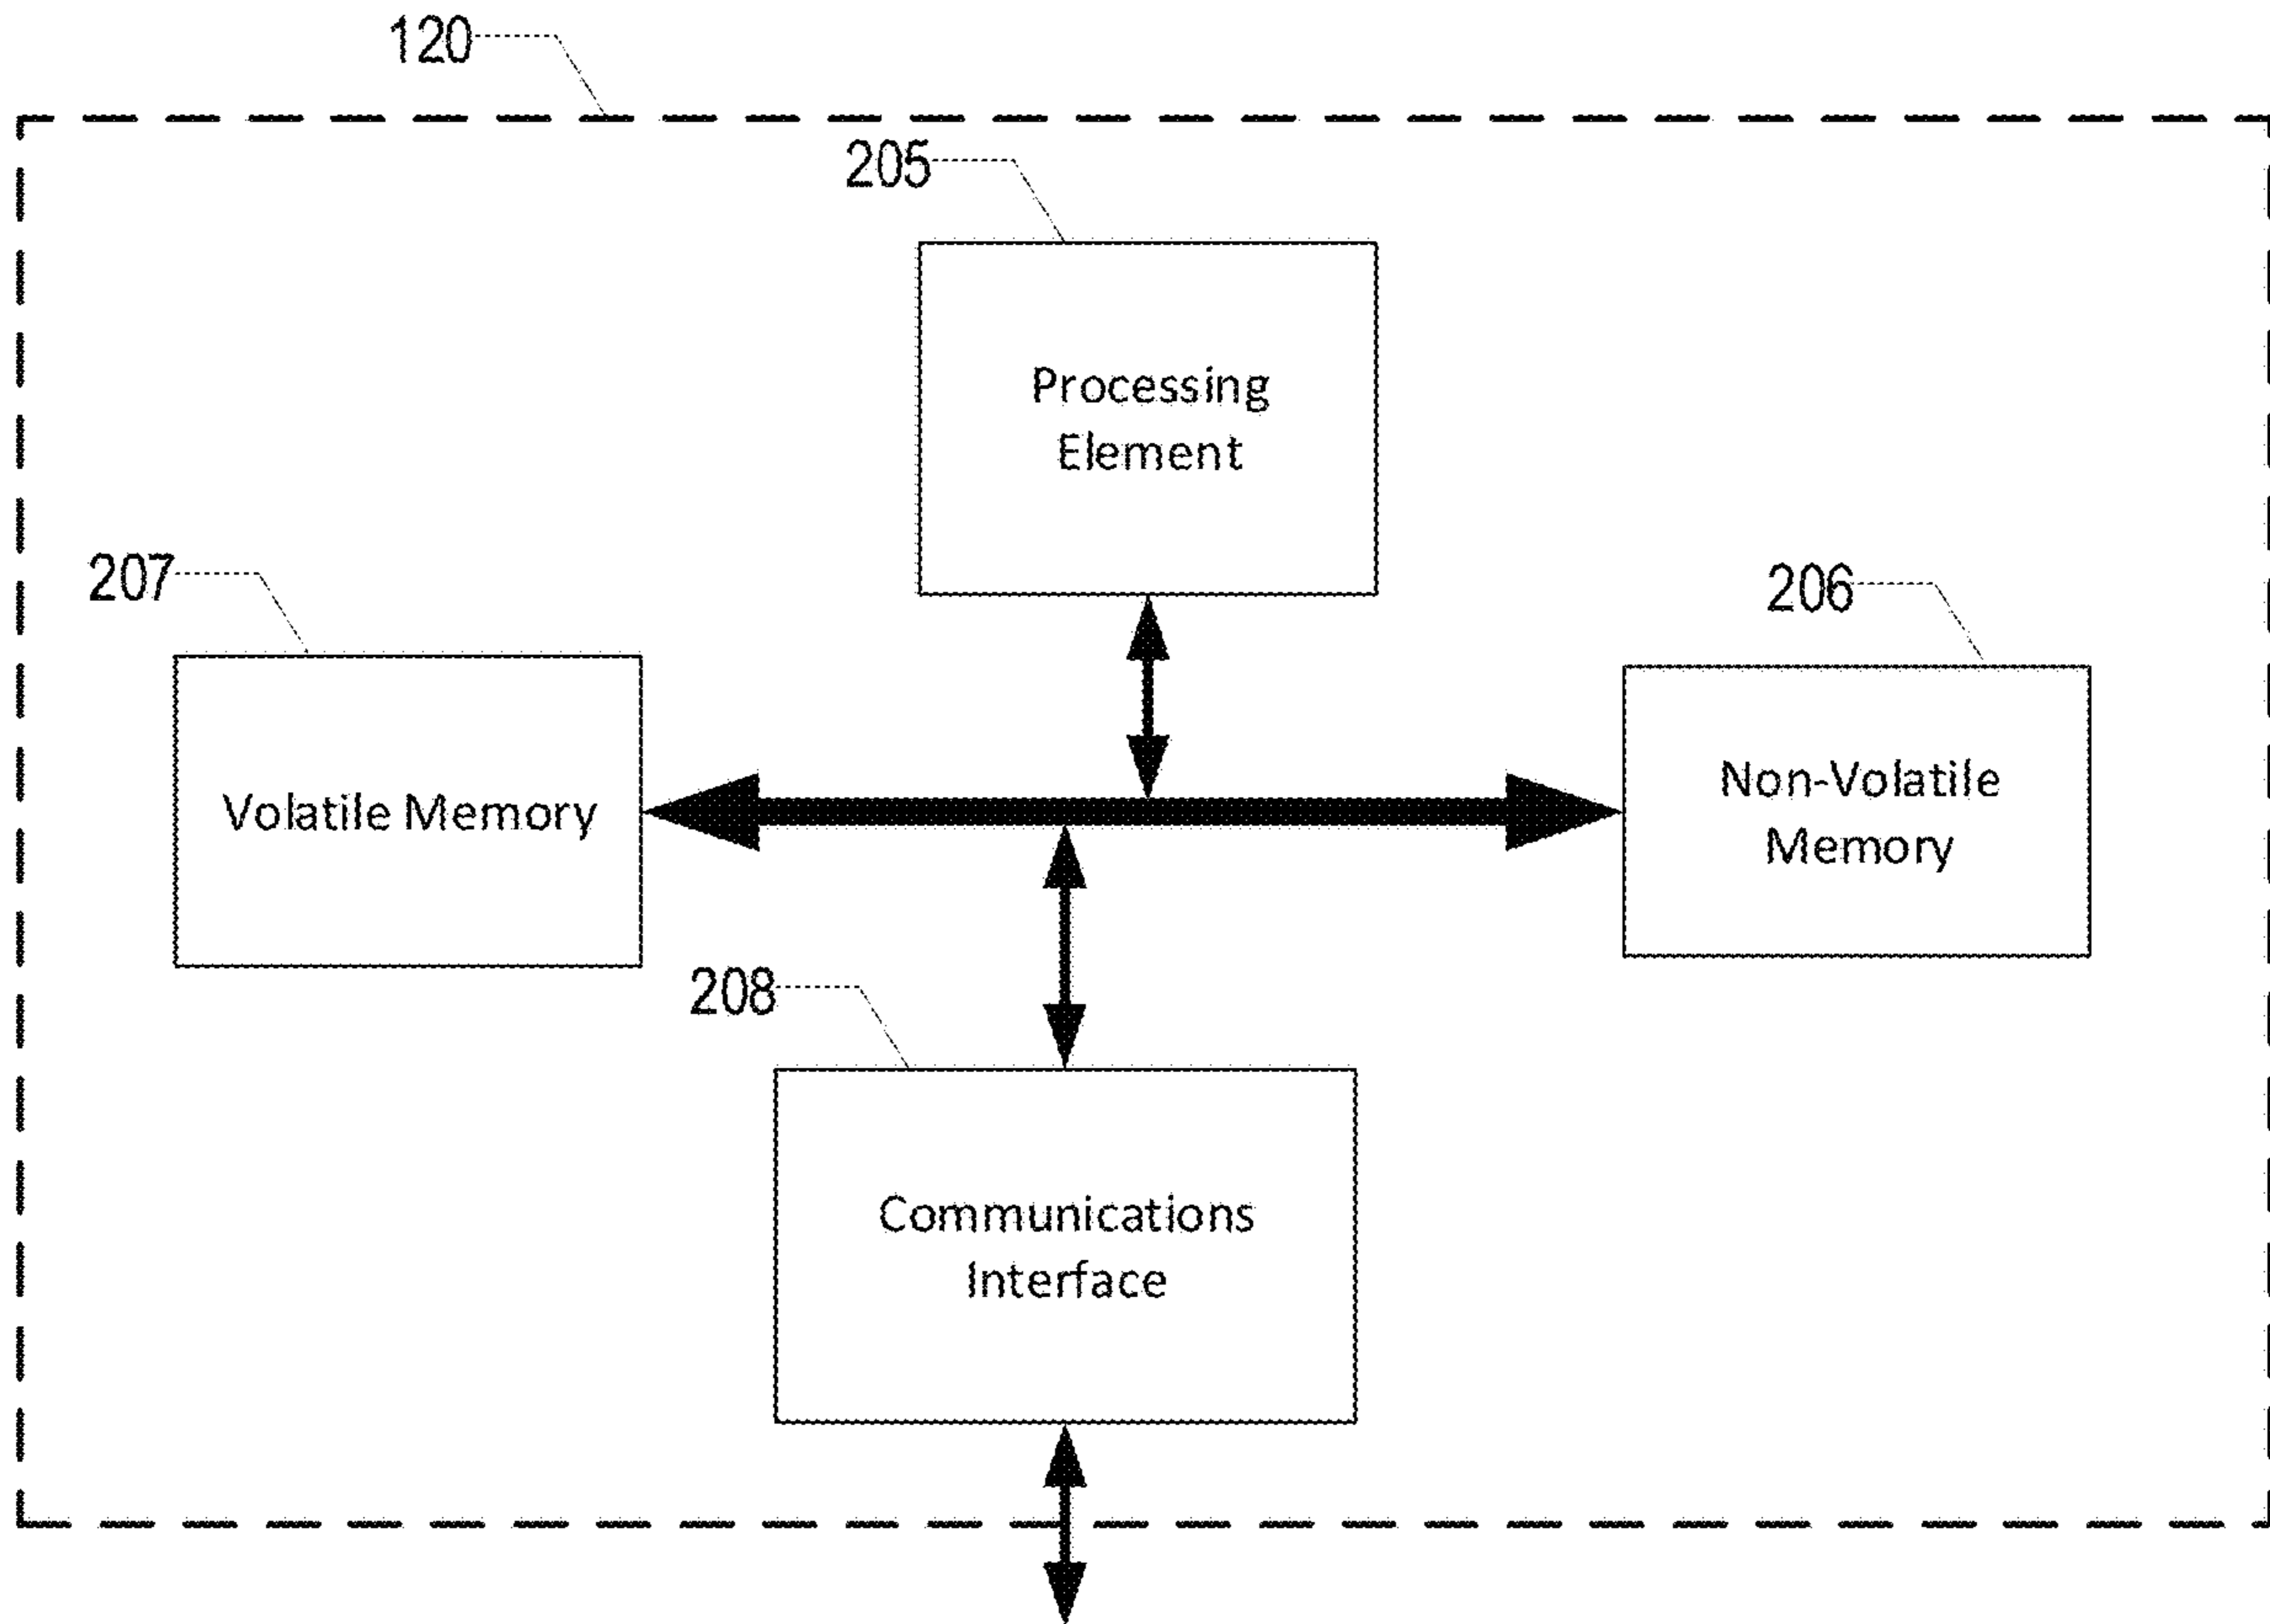 120
205
Processing
Element
207
206
Volatile Memory
Non-Volatile
Memory
208
Communications
Interface